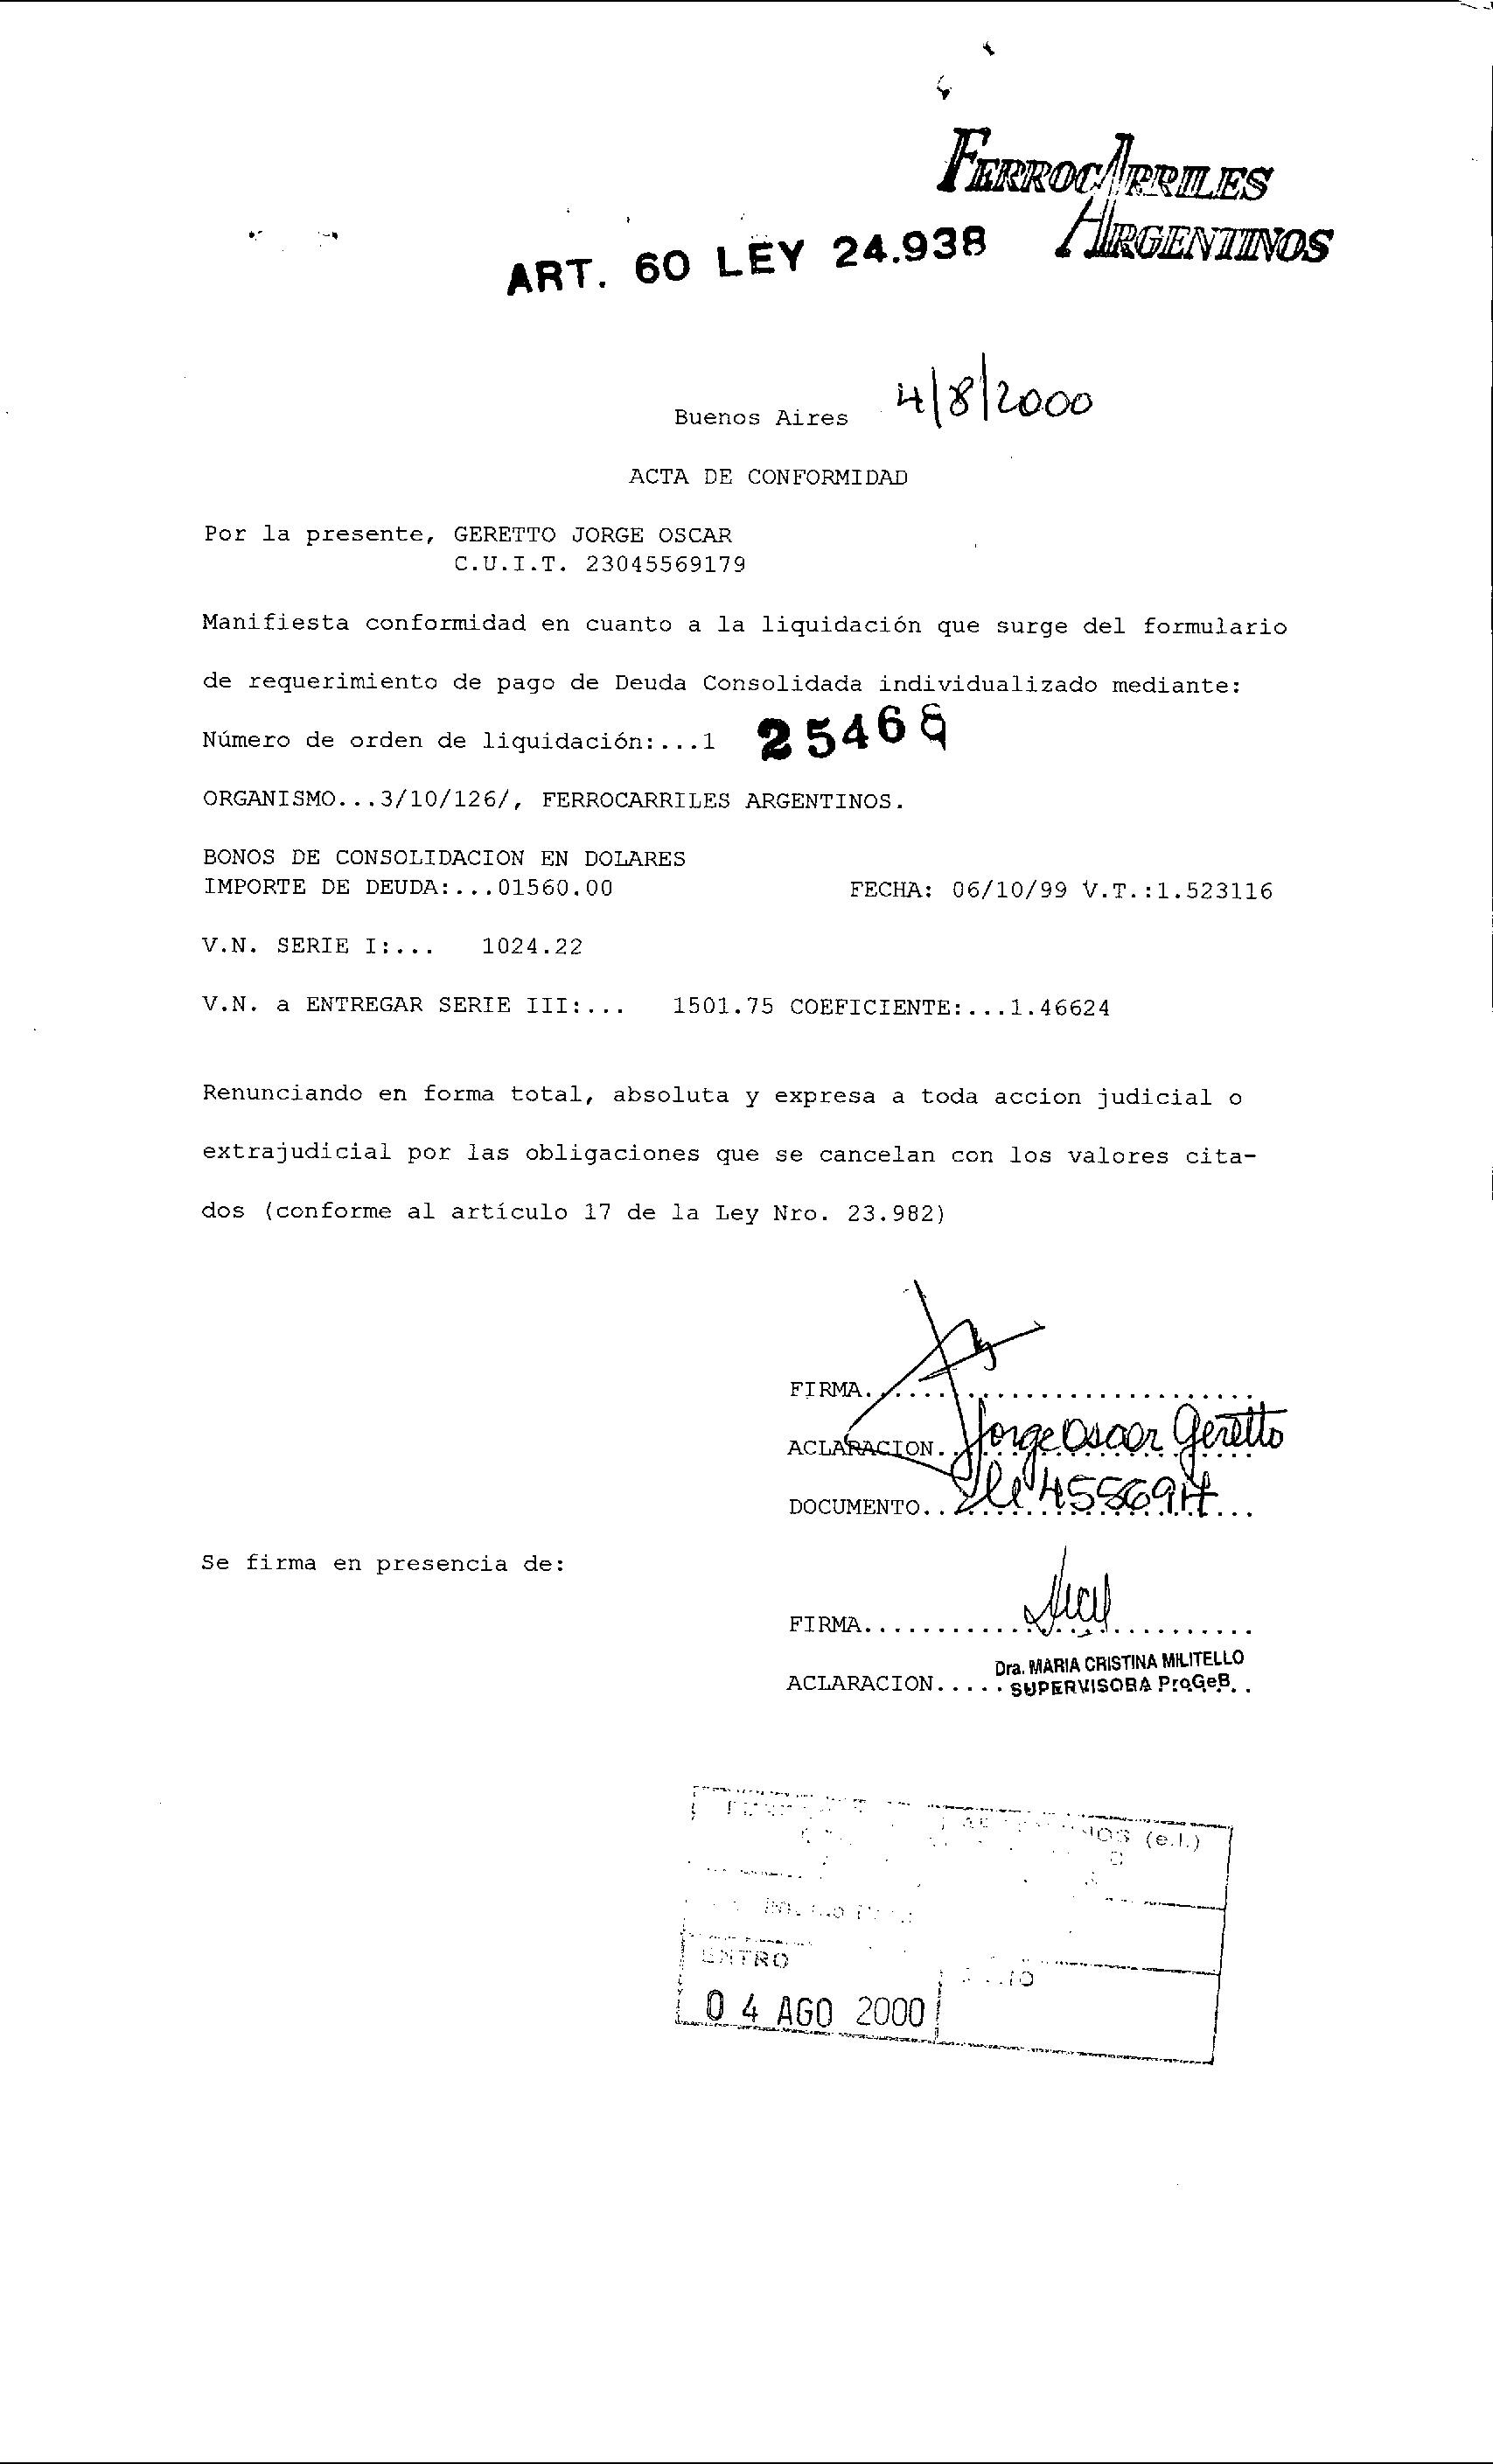 FERROCARRILES
ARGENTINOS
ART. 60 LEY 24.938
Buenos Aires 4/8/2000
ACTA DE CONFORMIDAD
Por la presente, GERETTO JORGE OSCAR
C.U.I.T. 23045569179
Manifiesta conformidad en cuanto a la liquidación que surge del formulario
de requerimiento de pago de Deuda Consolidada individualizado mediante:
Número de orden de liquidación:...1 25468
ORGANISMO...3/10/126/, FERROCARRILES ARGENTINOS.
BONOS DE CONSOLIDACION EN DOLARES
IMPORTE DE DEUDA:...01560.00 FECHA: 06/10/99 V.T.:1.523116
V.N. SERIE I:... 1024.22
V.N. a ENTREGAR SERIE III:... 1501.75 COEFICIENTE:...1.46624
Renunciando en forma total, absoluta y expresa a toda accion judicial o
extrajudicial por las obligaciones que se cancelan con los valores cita-
dos (conforme al artículo 17 de la Ley Nro. 23.982)
FIRMA...........................
ACLARACION. Jorge Oscar Geretto
DOCUMENTO.. 4556917
Se firma en presencia de:
FIRMA...........................
Dra. MARIA CRISTINA MILITELLO
ACLARACION..... SUPERVISORA ProGeB..
(e.l.)
ENTRO
04 AGO 2000